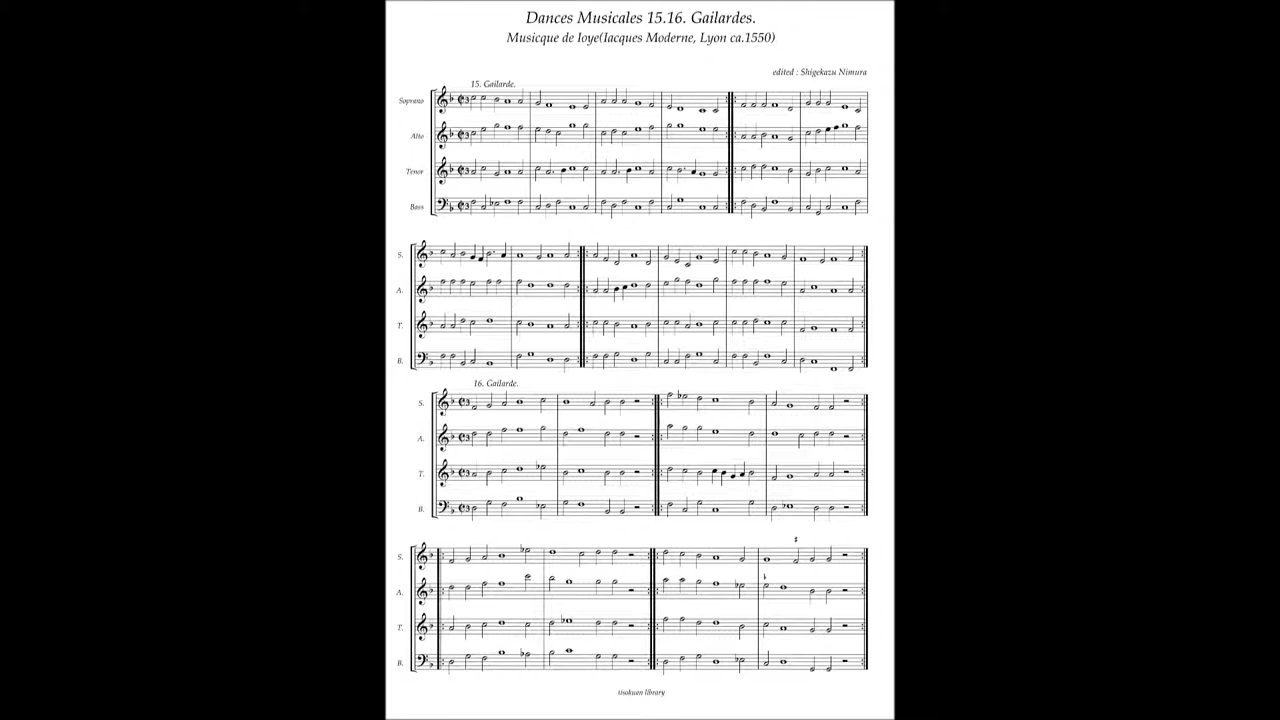 Dances Musicales 15.16. Gailardes.
Musicque de Ioye(Iacques Moderne, Lyon ca.1550)
edited : Shigekazu Nimura
15. Gailarde.
Soprano
Alto
Tenor
Bass
S.
A.
T.
B.
16. Gailarde.
S.
A.
T.
B.
S.
A.
T.
B.
library